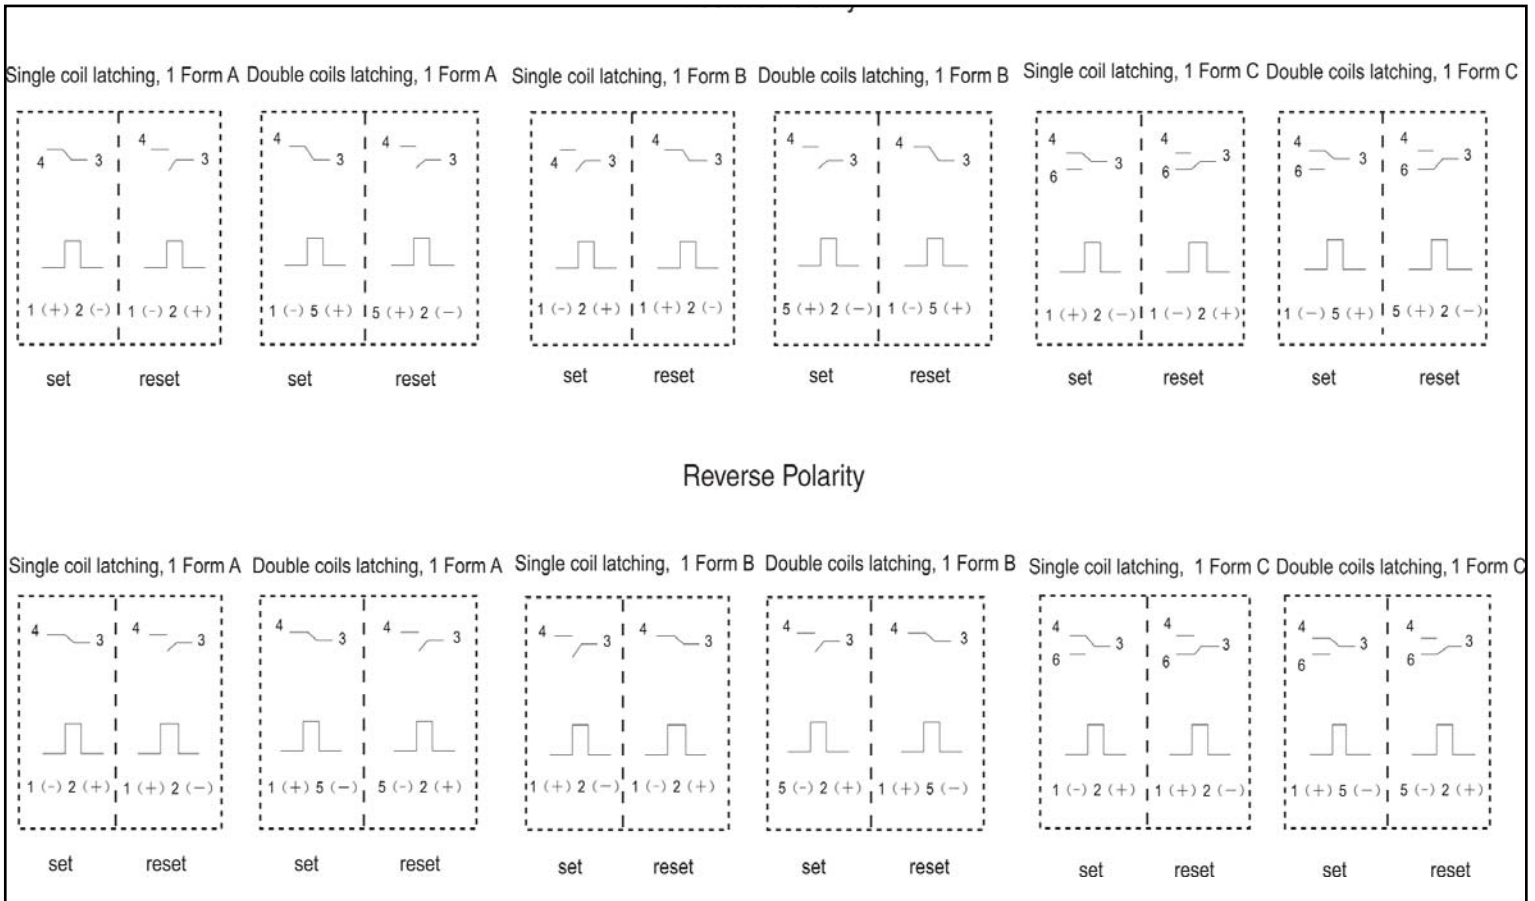 Single coil latching, 1 Form A Double coils latching, 1 Form A Single coil latching, 1 Form B Double coils latching, 1 Form B Single coil latching, 1 Form C Double coils latching, 1 Form C
4 4 4 4 4 4 4 4 4 4
4 3 3 3 3 4 3 3 3 3 3 3 3 3
6 6 6 6
1 (+) 2 (-) 1 (-) 2 (+) 1 (-) 5 (+) 5 (+) 2 (−) 1 (-) 2 (+) 1 (+) 2 (-) 5 (+) 2 (−) 1 (-) 5 (+) 1 (+) 2 (−) 1 (-) 2 (+) 1 (−) 5 (+) 5 (+) 2 (−)
set reset set reset set reset set reset set reset set reset
Reverse Polarity
Single coil latching, 1 Form A Double coils latching, 1 Form A Single coil latching, 1 Form B Double coils latching, 1 Form B Single coil latching, 1 Form C Double coils latching, 1 Form C
4 4 4 4 4 4 4 4 4 4 4 4
3 3 3 3 3 3 3 3 3 3 3 3
6 6 6 6
1 (-) 2 (+) 1 (+) 2 (−) 1 (+) 5 (−) 5 (-) 2 (+) 1 (+) 2 (−) 1 (-) 2 (+) 5 (-) 2 (+) 1 (+) 5 (-) 1 (-) 2 (+) 1 (+) 2 (-) 1 (+) 5 (−) 5 (-) 2 (+)
set reset set reset set reset set reset set reset set reset